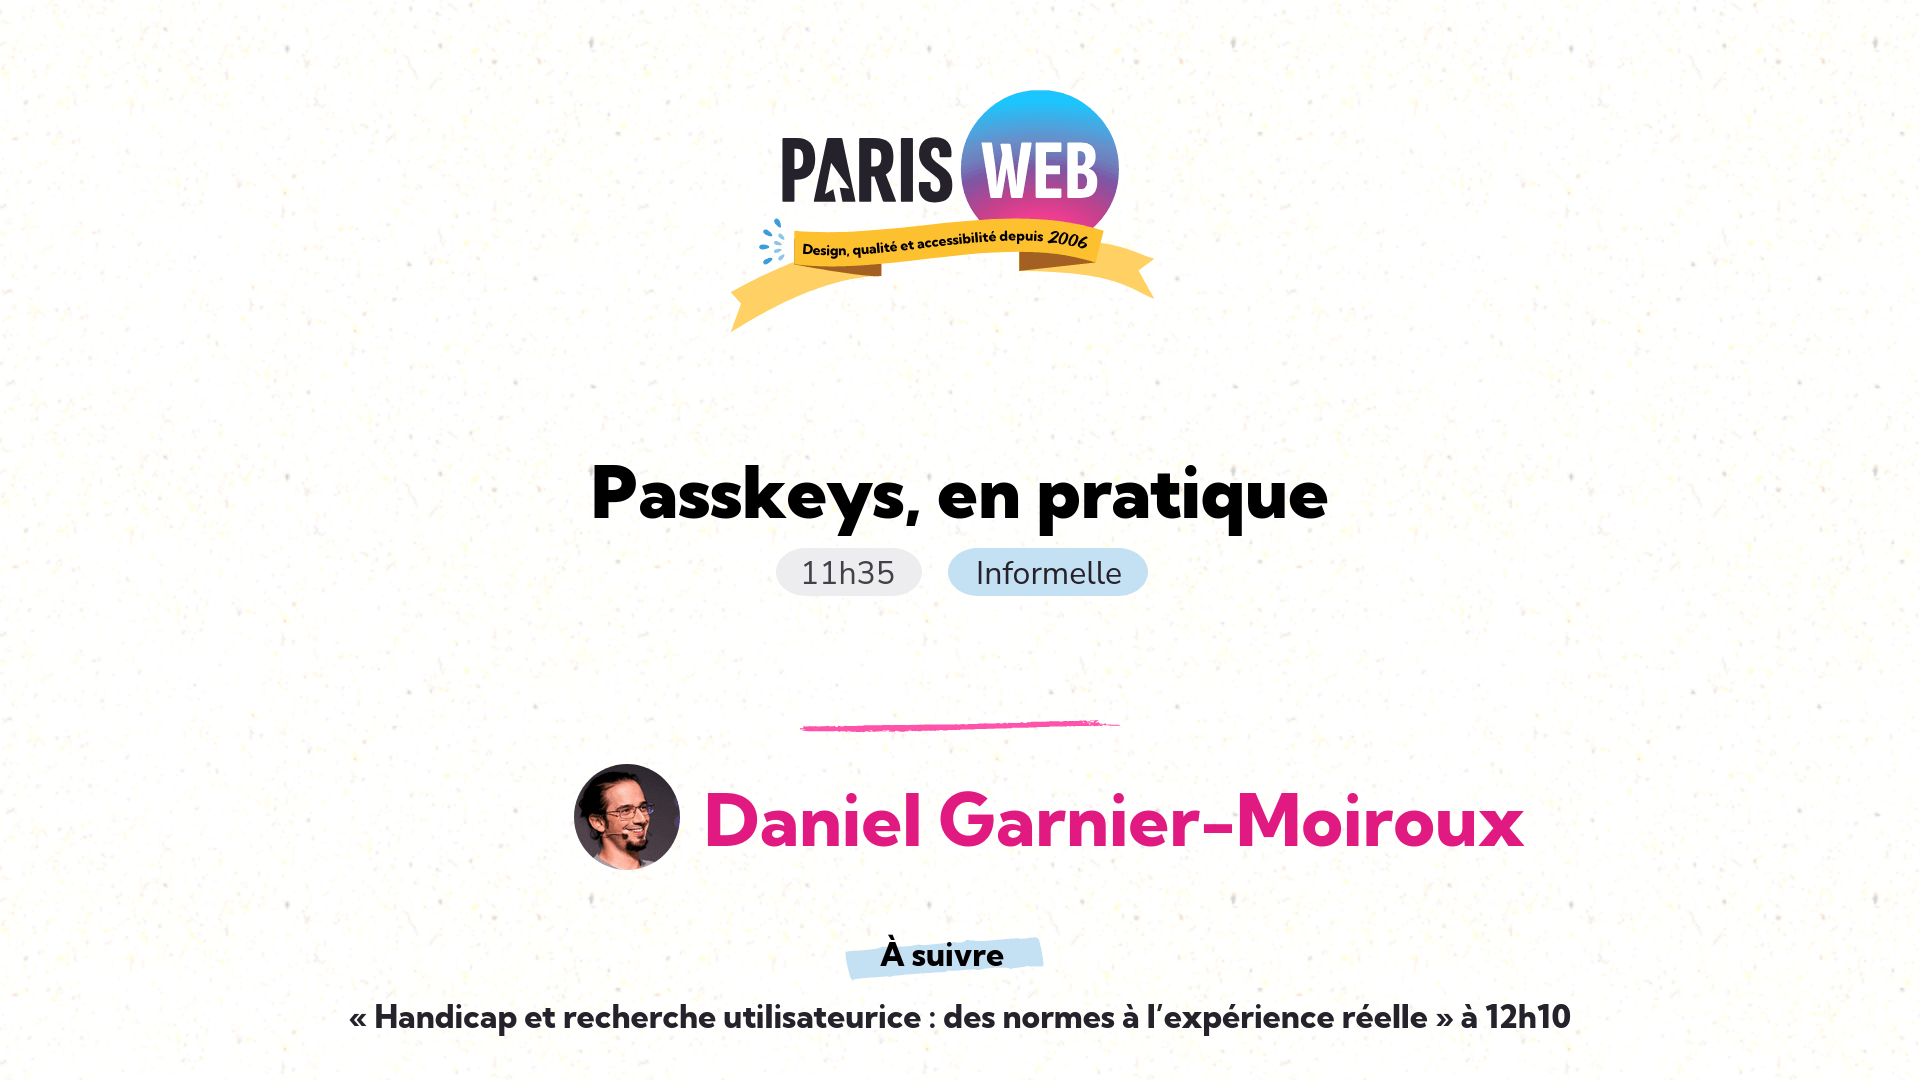 PARIS WEB
Design, qualité et accessibilité depuis 2006
Passkeys, en pratique
11h35
Informelle
Daniel Garnier-Moiroux
À suivre
« Handicap et recherche utilisateurice : des normes à l’expérience réelle » à 12h10